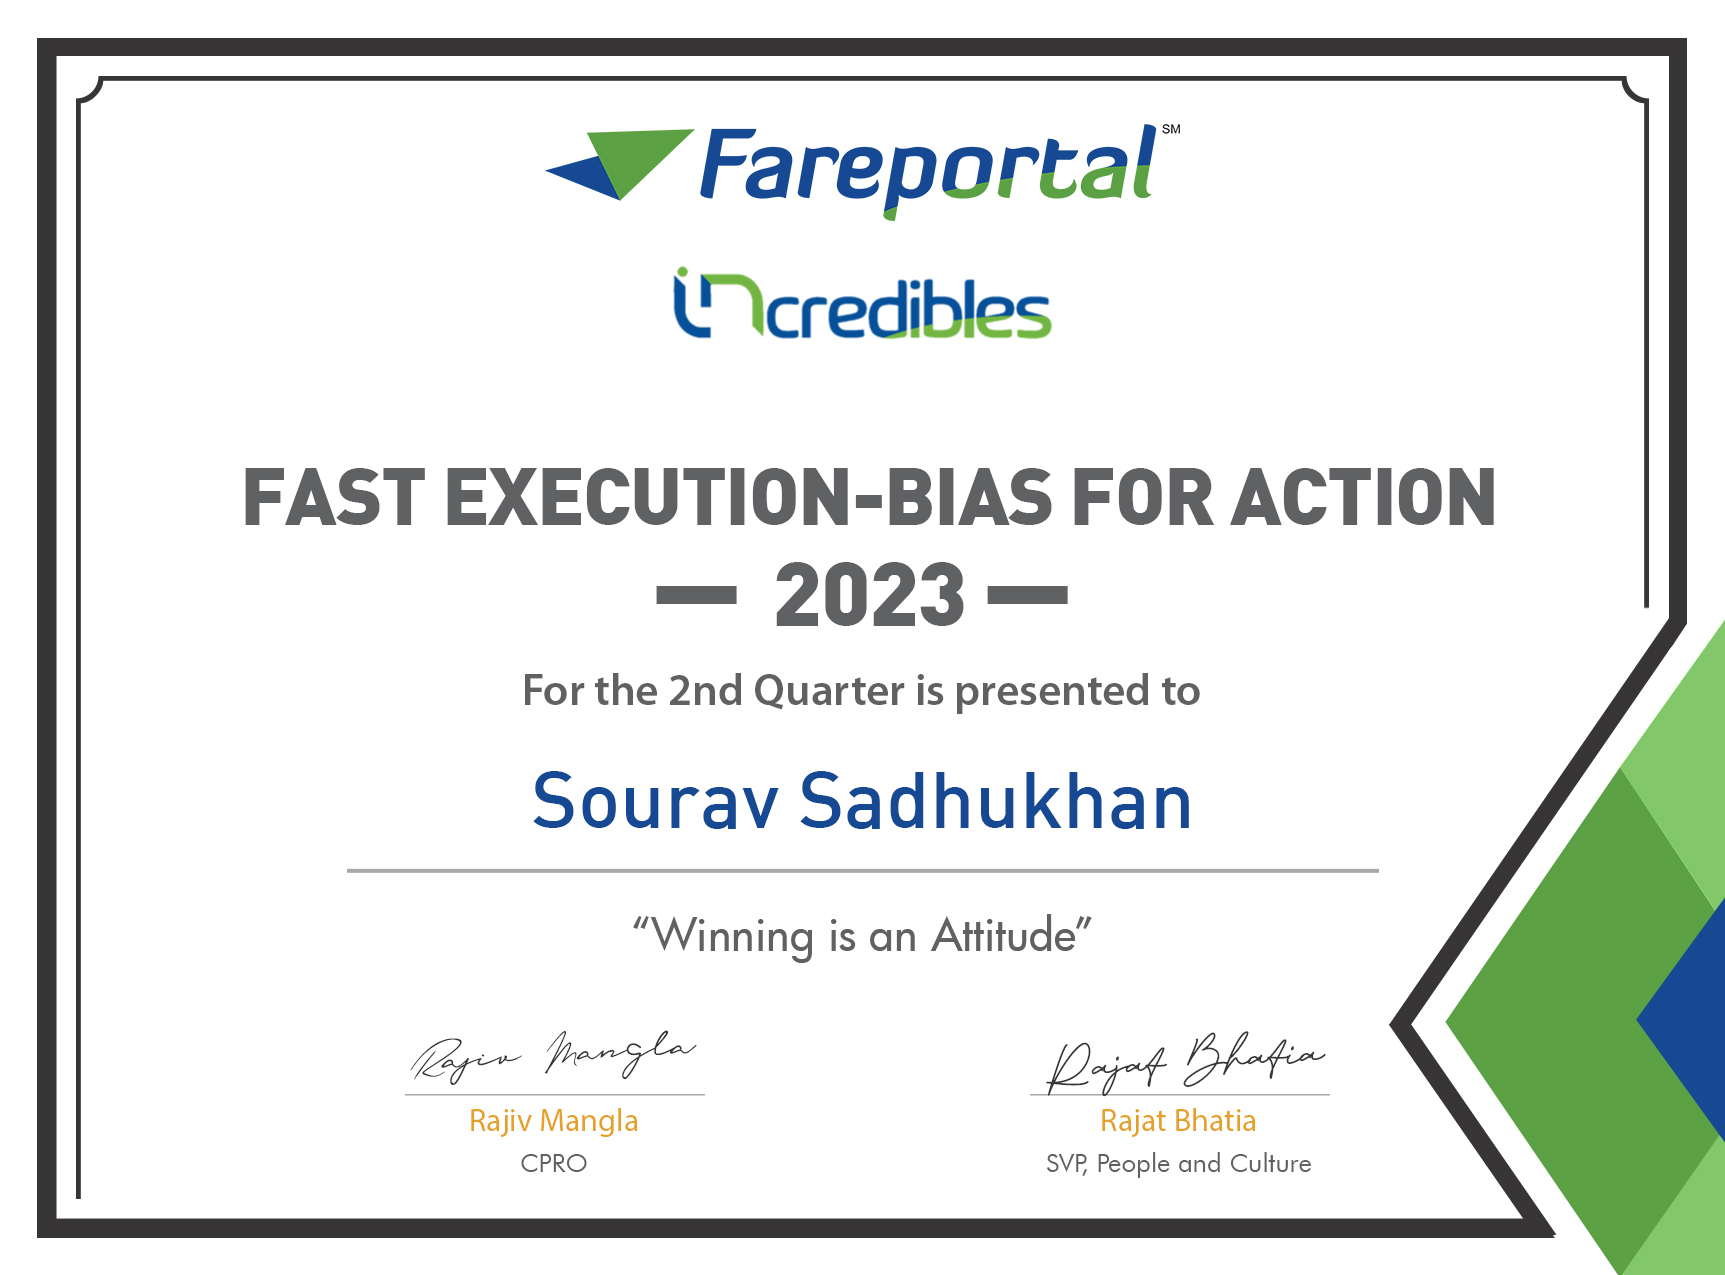 Fareportal SM
incredibles
FAST EXECUTION-BIAS FOR ACTION
— 2023 —
For the 2nd Quarter is presented to
Sourav Sadhukhan
“Winning is an Attitude”
Rajiv Mangla Rajat Bhatia
Rajiv Mangla Rajat Bhatia
CPRO SVP, People and Culture